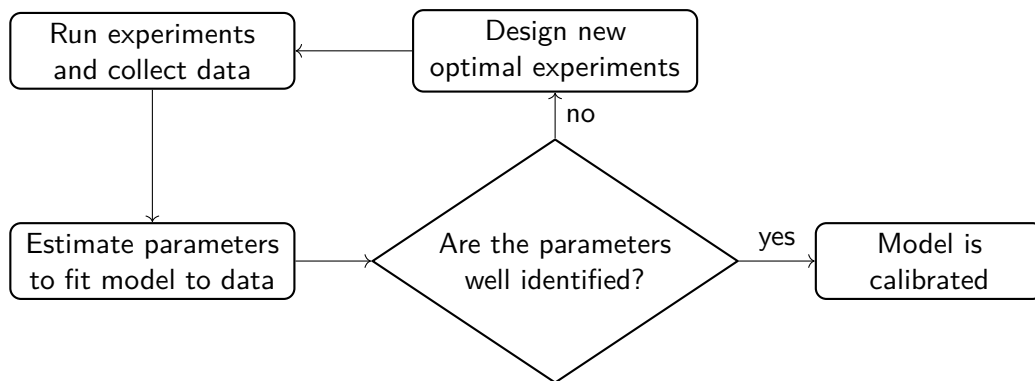 Run experiments
and collect data
Design new
optimal experiments
no
Estimate parameters
to fit model to data
Are the parameters
well identified?
yes
Model is
calibrated